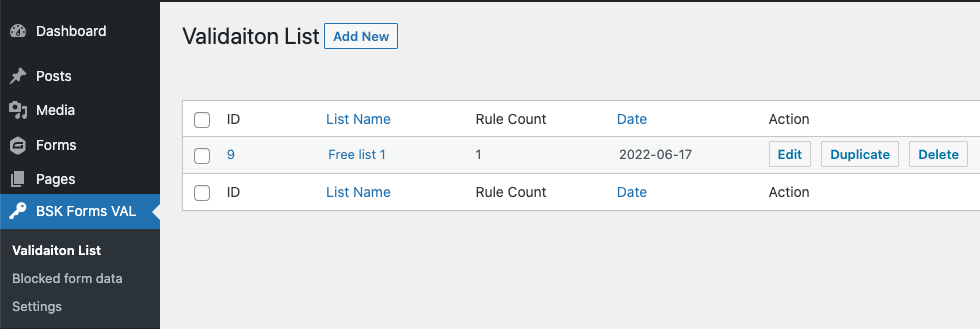 Dashboard
Posts
Media
Forms
Pages
BSK Forms VAL
Validaiton List
Blocked form data
Settings
Validaiton List Add New
ID List Name Rule Count Date Action
9 Free list 1 1 2022-06-17 Edit Duplicate Delete
ID List Name Rule Count Date Action